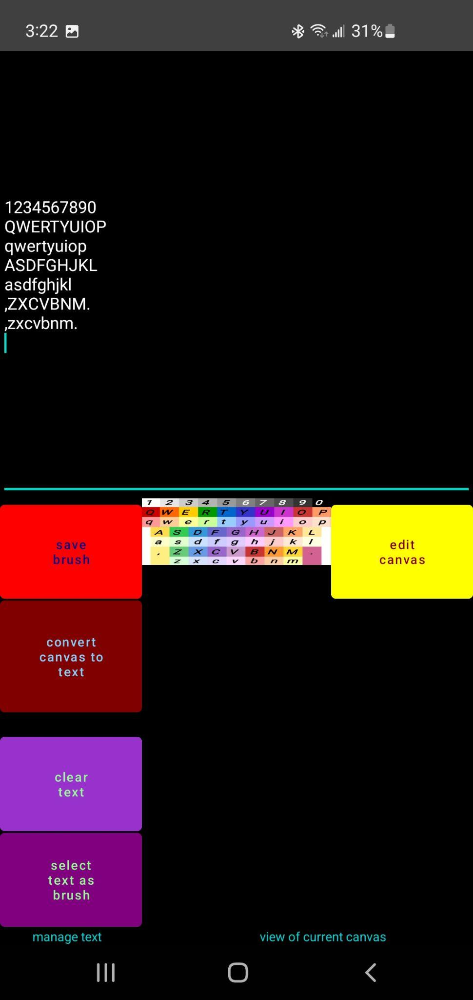 3:22 31%
1234567890
QWERTYUIOP
qwertyuiop
ASDFGHJKL
asdfghjkl
,ZXCVBNM.
,zxcvbnm.
1 2 3 4 5 6 7 8 9 0
Q W E R T Y U I O P
q w e r t y u i o p
A S D F G H J K L
a s d f g h j k l
, Z X C V B N M .
z x c v b n m
save
brush
edit
canvas
convert
canvas to
text
clear
text
select
text as
brush
manage text
view of current canvas